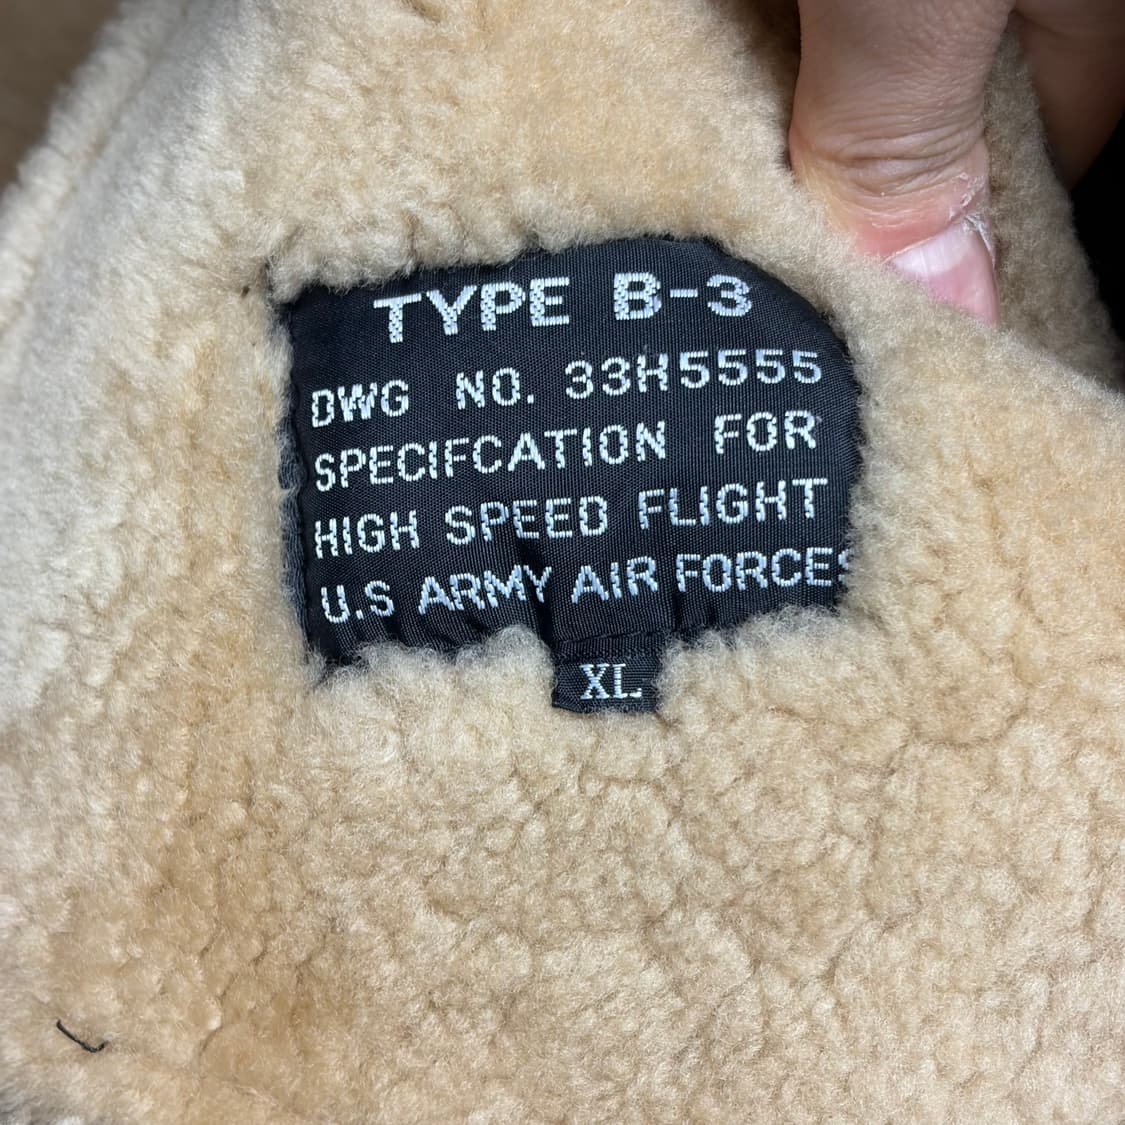 TYPE B-3
DWG NO. 33H5555
SPECIFCATION FOR
HIGH SPEED FLIGHT
U.S ARMY AIR FORCES
XL